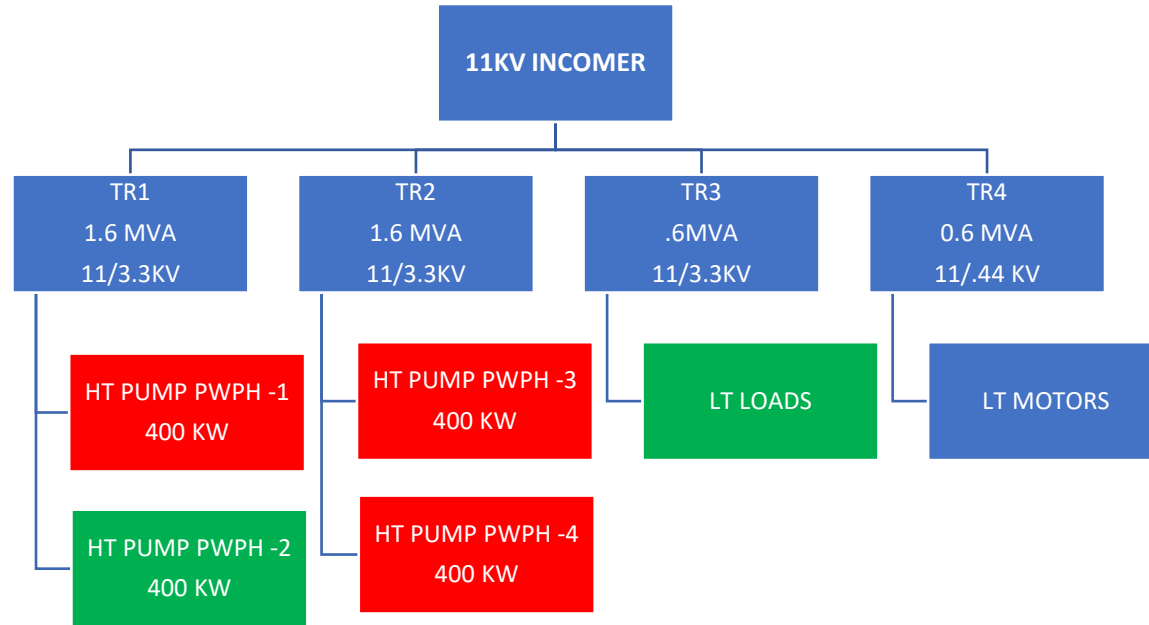 11KV INCOMER
TR1
1.6 MVA
11/3.3KV
TR2
1.6 MVA
11/3.3KV
TR3
.6MVA
11/3.3KV
TR4
0.6 MVA
11/.44 KV
HT PUMP PWPH -1
400 KW
HT PUMP PWPH -2
400 KW
HT PUMP PWPH -3
400 KW
HT PUMP PWPH -4
400 KW
LT LOADS
LT MOTORS